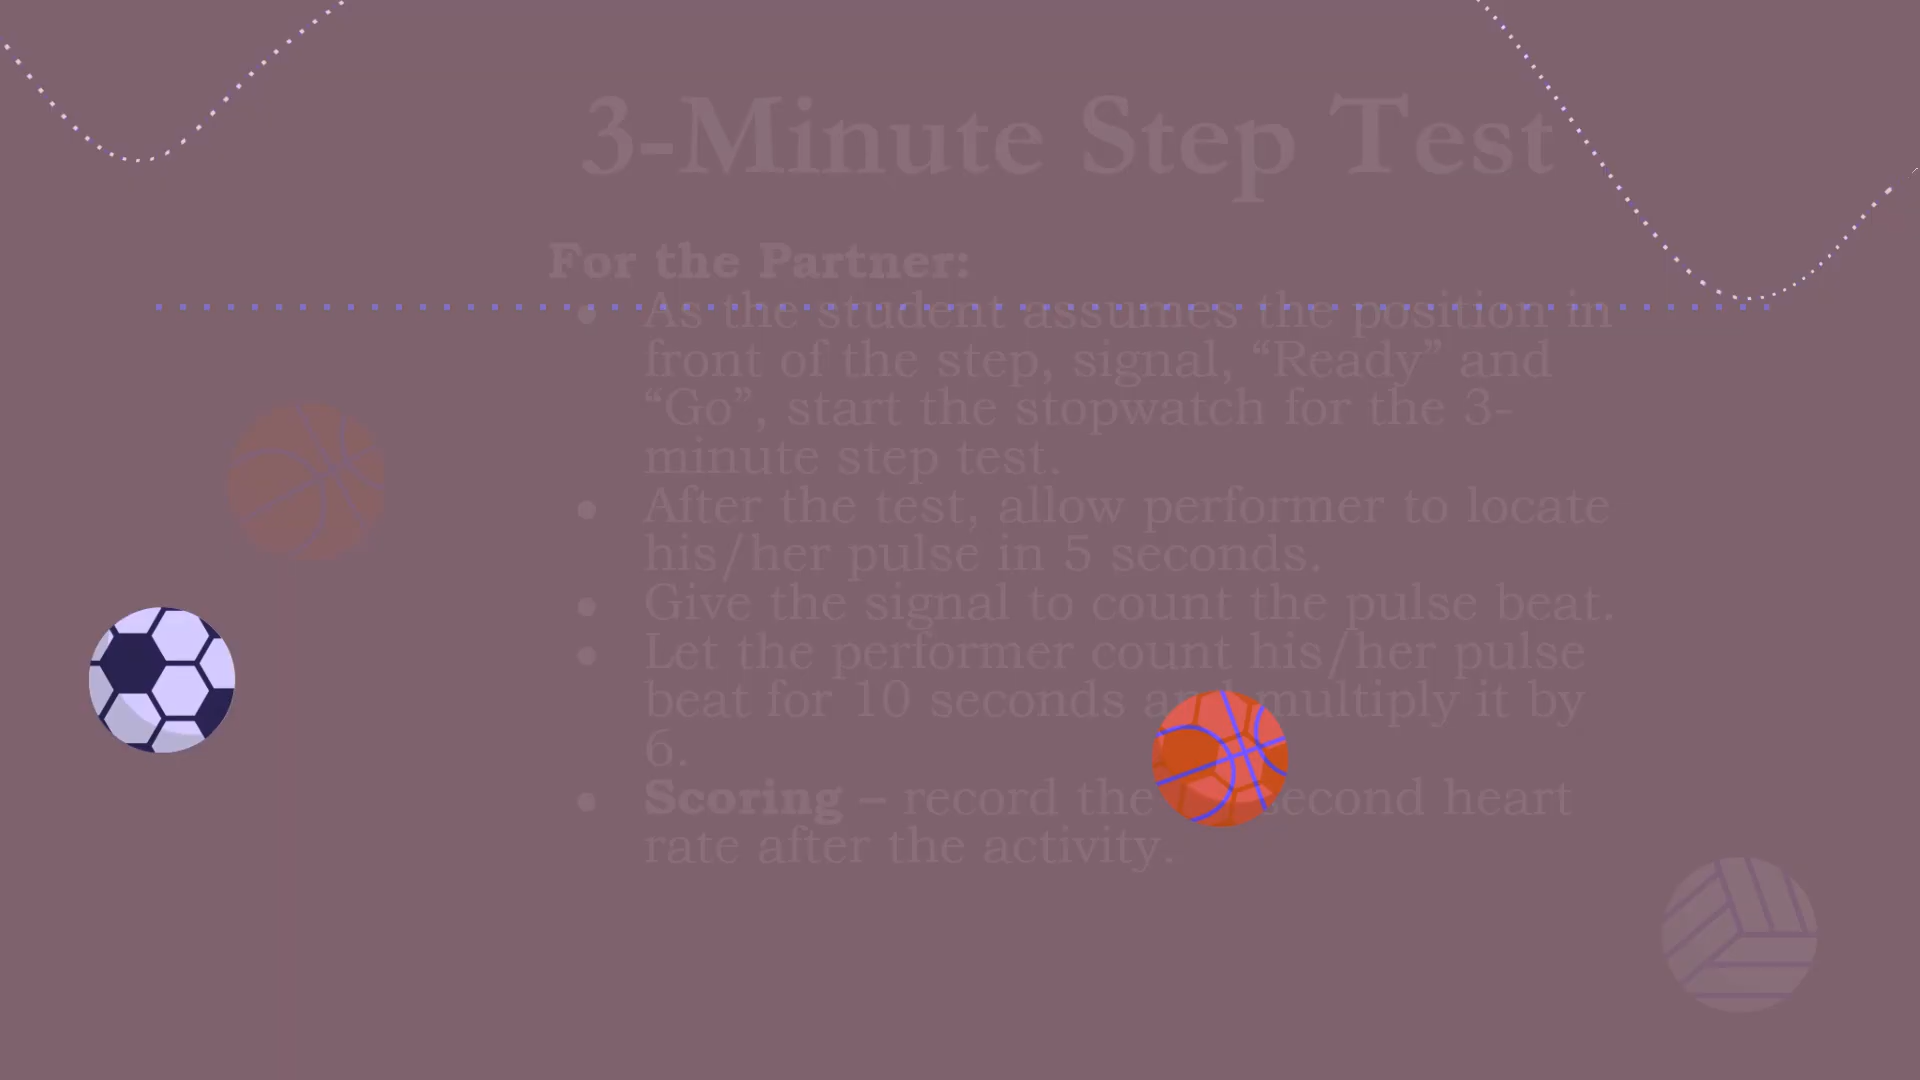 3-Minute Step Test
For the Partner:
● As the student assumes the position in
front of the step, signal, “Ready” and
“Go”, start the stopwatch for the 3-
minute step test.
● After the test, allow performer to locate
his/her pulse in 5 seconds.
● Give the signal to count the pulse beat.
● Let the performer count his/her pulse
beat for 10 seconds and multiply it by
6.
● Scoring – record the second heart
rate after the activity.